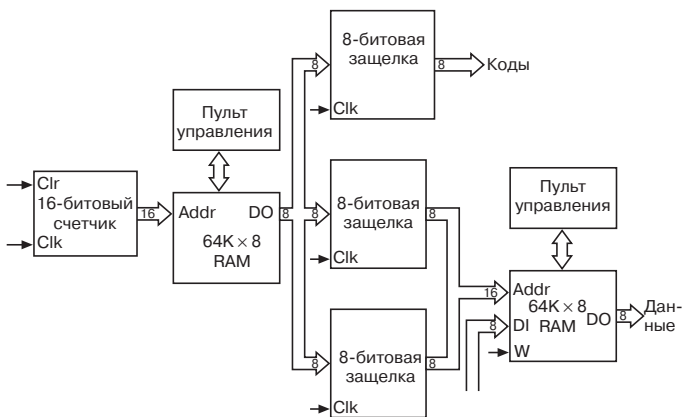 8-битовая
защелка
8
8
Коды
Clk
Пульт
управления
Clr
16-битовый
счетчик
Clk
16
Addr
DO
64K × 8
RAM
8
8
8-битовая
защелка
8
Clk
Пульт
управления
16
Addr
64K × 8
8
DI
RAM
DO
8
Дан-
ные
W
8
8-битовая
защелка
8
Clk